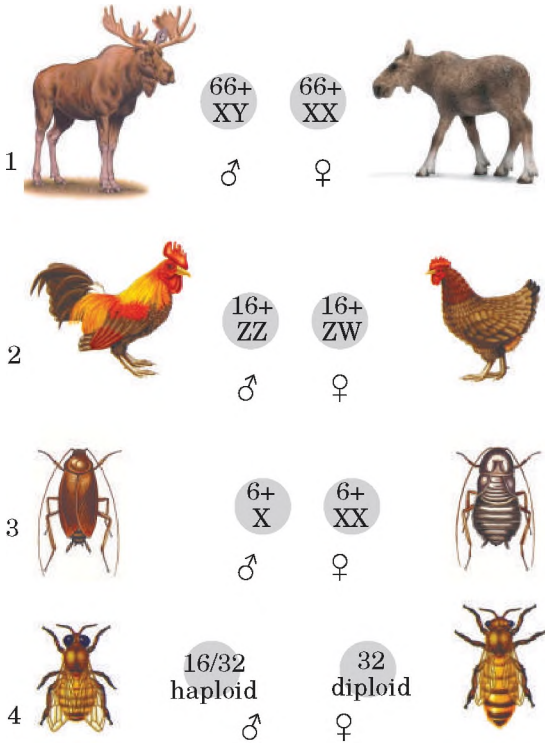 66+ 66+
XY XX
1 ♂ ♀
16+ 16+
ZZ ZW
2 ♂ ♀
6+ 6+
X XX
3 ♂ ♀
16/32 32
haploid diploid
4 ♂ ♀